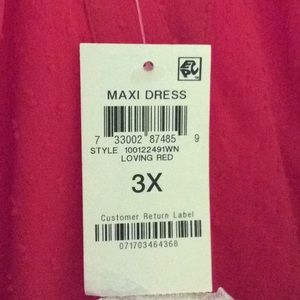 MAXI DRESS
7 33002 87485 9
STYLE 100122491WN
LOVING RED
3X
Customer Return Label
071703464368